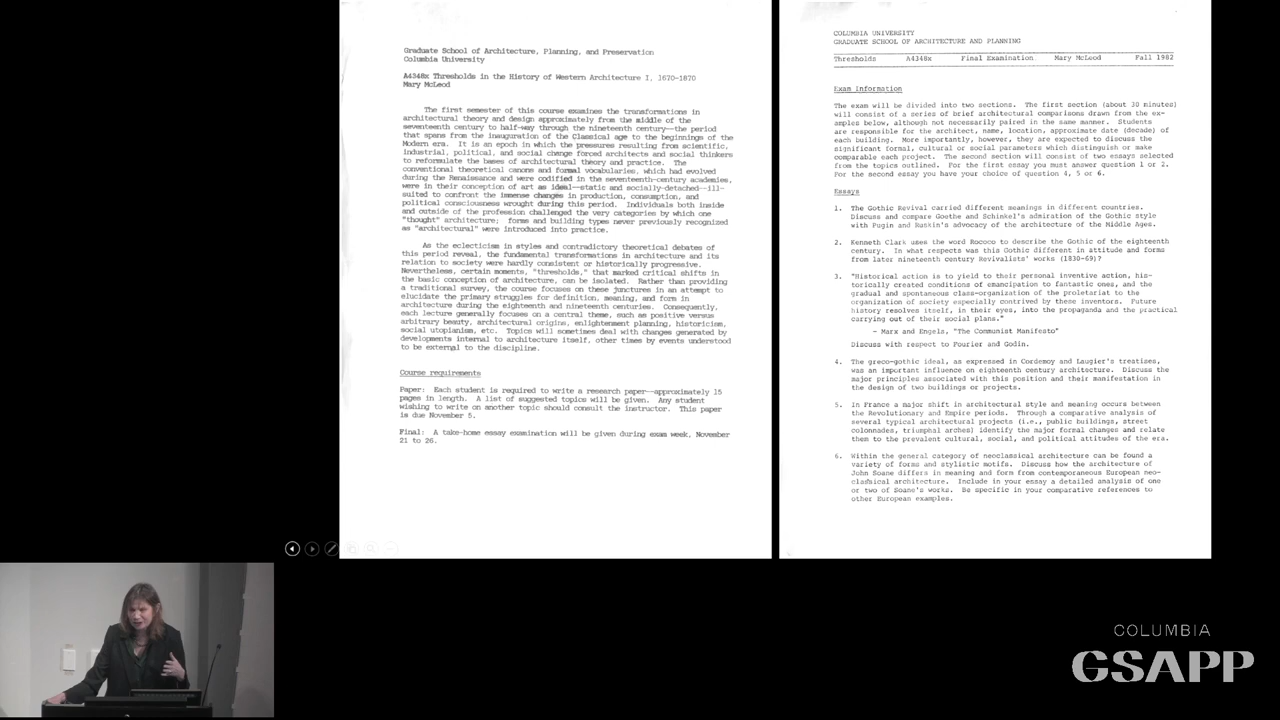 Graduate School of Architecture, Planning, and Preservation
Columbia University
A4348x Thresholds in the History of Western Architecture I, 1670-1870
Mary McLeod
The first semester of this course examines the transformations in
architectural theory and design approximately from the middle of the
seventeenth century to half-way through the nineteenth century--the period
that spans from the inauguration of the Classical age to the beginnings of the
Modern era. It is an epoch in which the pressures resulting from scientific,
industrial, political, and social change forced architects and social thinkers
to reformulate the bases of architectural theory and practice. The
conventional theoretical canons and formal vocabularies, which had evolved
during the Renaissance and were codified in the seventeenth-century academies,
were in their conception of art as ideal--static and socially-detached--ill-
suited to confront the immense changes in production, consumption, and
political consciousness wrought during this period. Individuals both inside
and outside of the profession challenged the very categories by which one
"thought" architecture; forms and building types never previously recognized
as "architectural" were introduced into practice.
As the eclecticism in styles and contradictory theoretical debates of
this period reveal, the fundamental transformations in architecture and its
relation to society were hardly consistent or historically progressive.
Nevertheless, certain moments, "thresholds," that marked critical shifts in
the basic conception of architecture, can be isolated. Rather than providing
a traditional survey, the course focuses on these junctures in an attempt to
elucidate the primary struggles for definition, meaning, and form in
architecture during the eighteenth and nineteenth centuries. Consequently,
each lecture generally focuses on a central theme, such as positive versus
arbitrary beauty, architectural origins, enlightenment planning, historicism,
social utopianism, etc. Topics will sometimes deal with changes generated by
developments internal to architecture itself, other times by events understood
to be external to the discipline.
Course requirements
Paper: Each student is required to write a research paper--approximately 15
pages in length. A list of suggested topics will be given. Any student
wishing to write on another topic should consult the instructor. This paper
is due November 5.
Final: A take-home essay examination will be given during exam week, November
21 to 26.
COLUMBIA UNIVERSITY
GRADUATE SCHOOL OF ARCHITECTURE AND PLANNING
Thresholds A4348x Final Examination Mary McLeod Fall 1982
Exam Information
The exam will be divided into two sections. The first section (about 30 minutes)
will consist of a series of brief architectural comparisons drawn from the ex-
amples below, although not necessarily paired in the same manner. Students
are responsible for the architect, name, location, approximate date (decade) of
each building. More importantly, however, they are expected to discuss the
significant formal, cultural or social parameters which distinguish or make
comparable each project. The second section will consist of two essays selected
from the topics outlined. For the first essay you must answer question 1 or 2.
For the second essay you have your choice of question 4, 5 or 6.
Essays
1. The Gothic Revival carried different meanings in different countries.
Discuss and compare Goethe and Schinkel's admiration of the Gothic style
with Pugin and Ruskin's advocacy of the architecture of the Middle Ages.
2. Kenneth Clark uses the word Rococo to describe the Gothic of the eighteenth
century. In what respects was this Gothic different in attitude and forms
from later nineteenth century Revivalists' works (1830-69)?
3. "Historical action is to yield to their personal inventive action, his-
torically created conditions of emancipation to fantastic ones, and the
gradual and spontaneous class-organization of the proletariat to the
organization of society especially contrived by these inventors. Future
history resolves itself, in their eyes, into the propaganda and the practical
carrying out of their social plans."
- Marx and Engels, "The Communist Manifesto"
Discuss with respect to Fourier and Godin.
4. The greco-gothic ideal, as expressed in Cordemoy and Laugier's treatises,
was an important influence on eighteenth century architecture. Discuss the
major principles associated with this position and their manifestation in
the design of two buildings or projects.
5. In France a major shift in architectural style and meaning occurs between
the Revolutionary and Empire periods. Through a comparative analysis of
several typical architectural projects (i.e., public buildings, street
colonnades, triumphal arches) identify the major formal changes and relate
them to the prevalent cultural, social, and political attitudes of the era.
6. Within the general category of neoclassical architecture can be found a
variety of forms and stylistic motifs. Discuss how the architecture of
John Soane differs in meaning and form from contemporaneous European neo-
classical architecture. Include in your essay a detailed analysis of one
or two of Soane's works. Be specific in your comparative references to
other European examples.
COLUMBIA
GSAPP